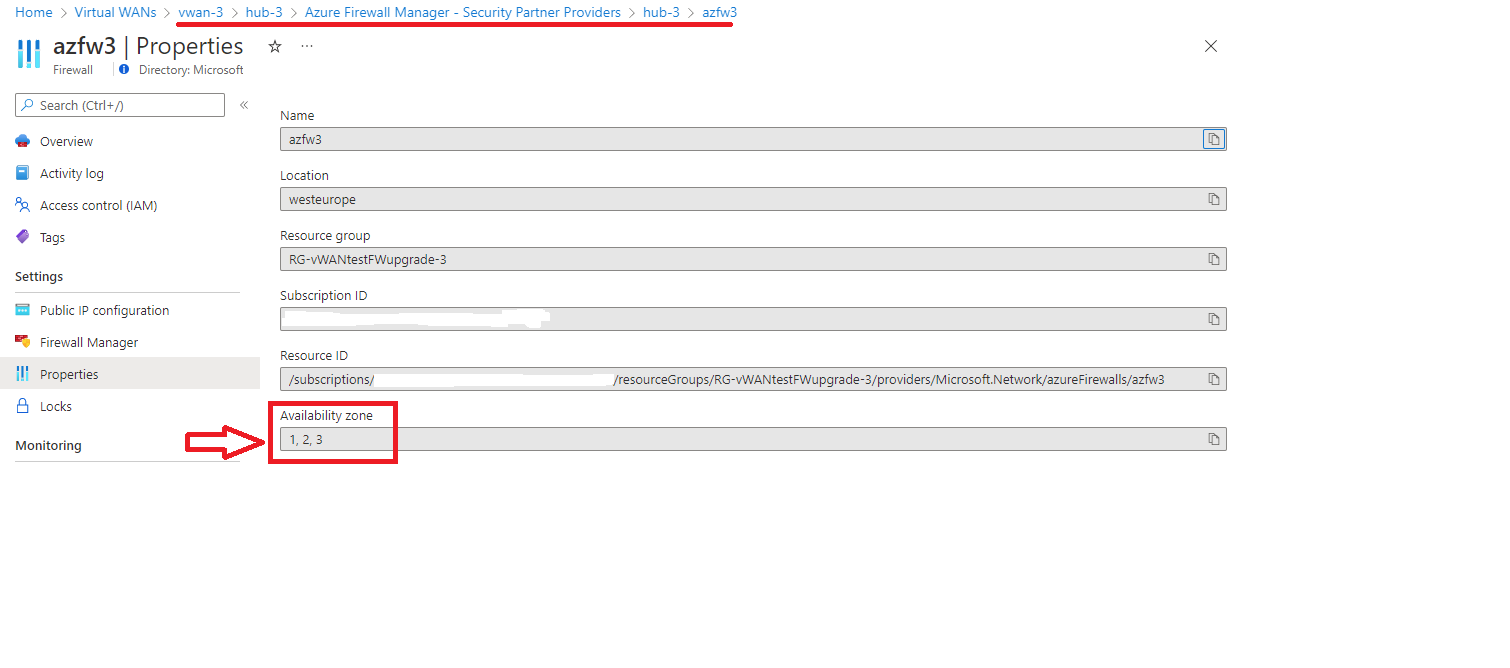 Home > Virtual WANs > vwan-3 > hub-3 > Azure Firewall Manager - Security Partner Providers > hub-3 > azfw3
azfw3 | Properties ☆ ···
Firewall Directory: Microsoft
Search (Ctrl+/) «
Overview
Activity log
Access control (IAM)
Tags
Settings
Public IP configuration
Firewall Manager
Properties
Locks
Monitoring
Name
azfw3
Location
westeurope
Resource group
RG-vWANtestFWupgrade-3
Subscription ID
Resource ID
/subscriptions/ /resourceGroups/RG-vWANtestFWupgrade-3/providers/Microsoft.Network/azureFirewalls/azfw3
Availability zone
1, 2, 3